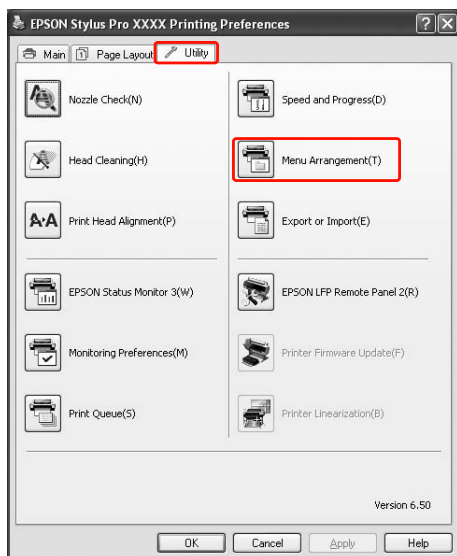 EPSON Stylus Pro XXXX Printing Preferences
Main Page Layout Utility
Nozzle Check(N)
Speed and Progress(D)
Head Cleaning(H)
Menu Arrangement(T)
Print Head Alignment(P)
Export or Import(E)
EPSON Status Monitor 3(W)
EPSON LFP Remote Panel 2(R)
Monitoring Preferences(M)
Printer Firmware Update(F)
Print Queue(S)
Printer Linearization(B)
Version 6.50
OK Cancel Apply Help